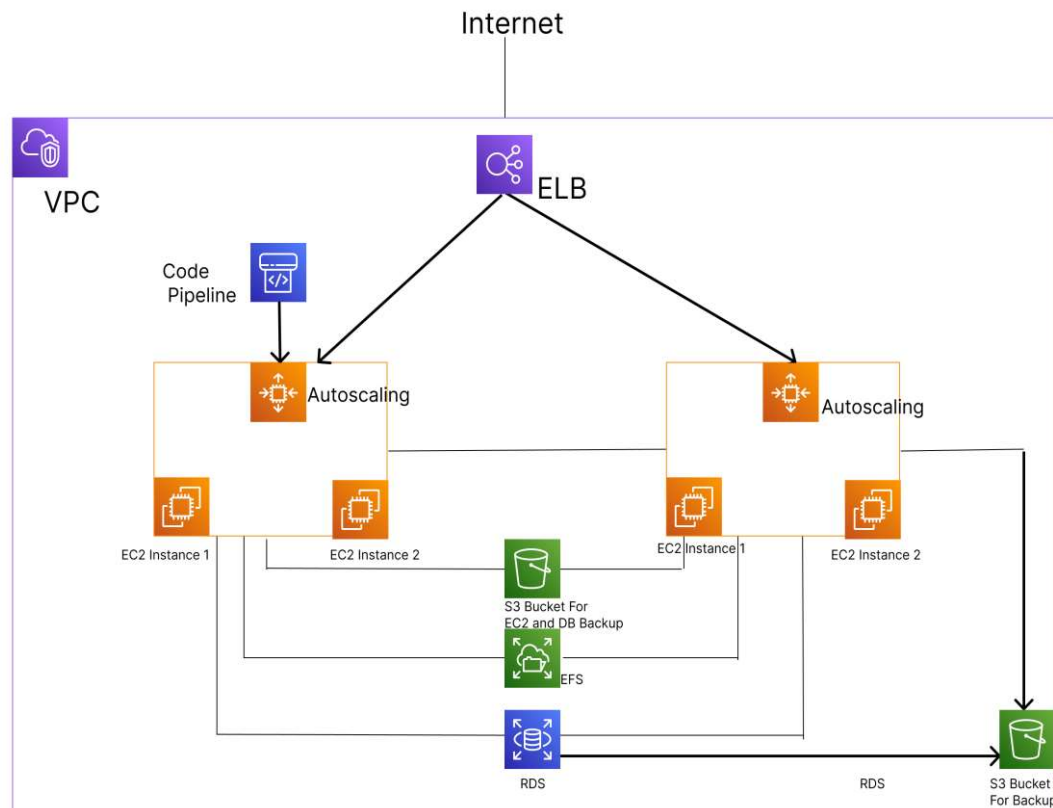 Internet
VPC
ELB
Code
Pipeline
Autoscaling
Autoscaling
EC2 Instance 1
EC2 Instance 2
EC2 Instance 1
EC2 Instance 2
S3 Bucket For
EC2 and DB Backup
EFS
RDS
RDS
S3 Bucket
For Backup